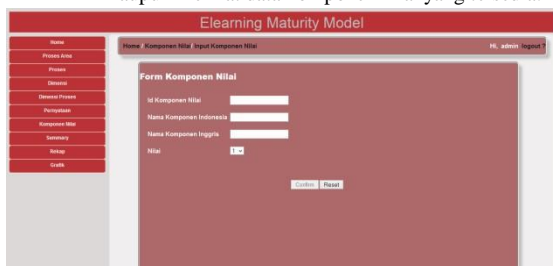 Elearning Maturity Model
Home
Proses Area
Proses
Dimensi
Dimensi Proses
Pernyataan
Komponen Nilai
Summary
Rekap
Grafik
Home / Komponen Nilai / Input Komponen Nilai
Hi, admin logout ?
Form Komponen Nilai
Id Komponen Nilai
Nama Komponen Indonesia
Nama Komponen Inggris
Nilai 1
Confirm Reset